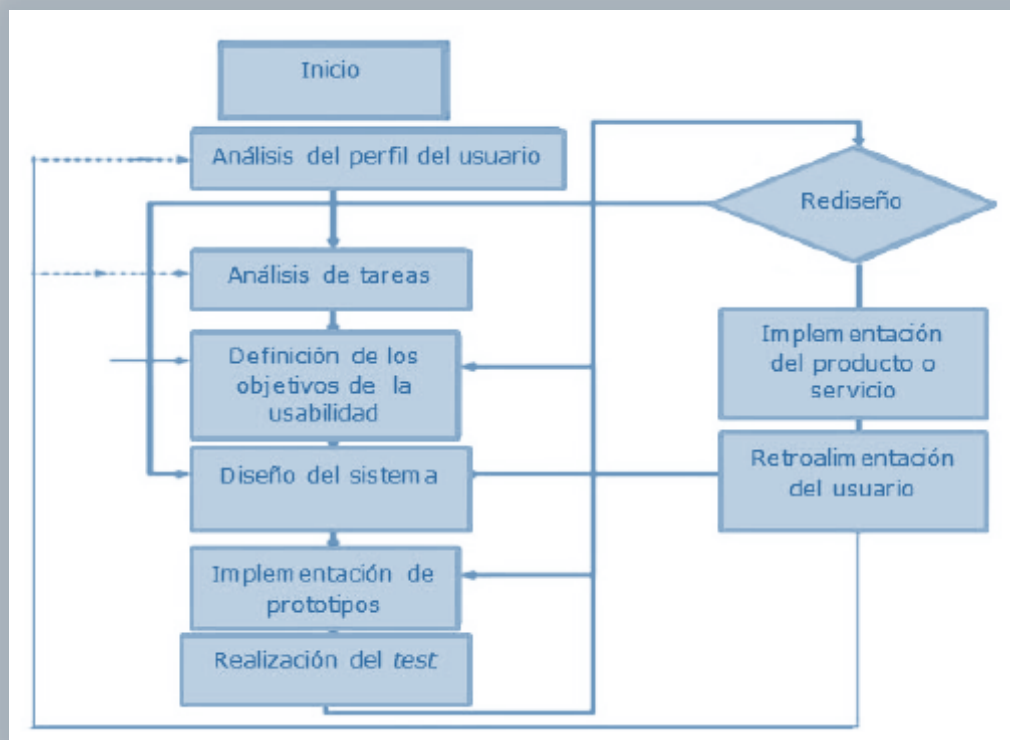 Inicio
Análisis del perfil del usuario
Análisis de tareas
Definición de los
objetivos de la
usabilidad
Diseño del sistema
Implementación de
prototipos
Realización del test
Rediseño
Implementación
del producto o
servicio
Retroalimentación
del usuario